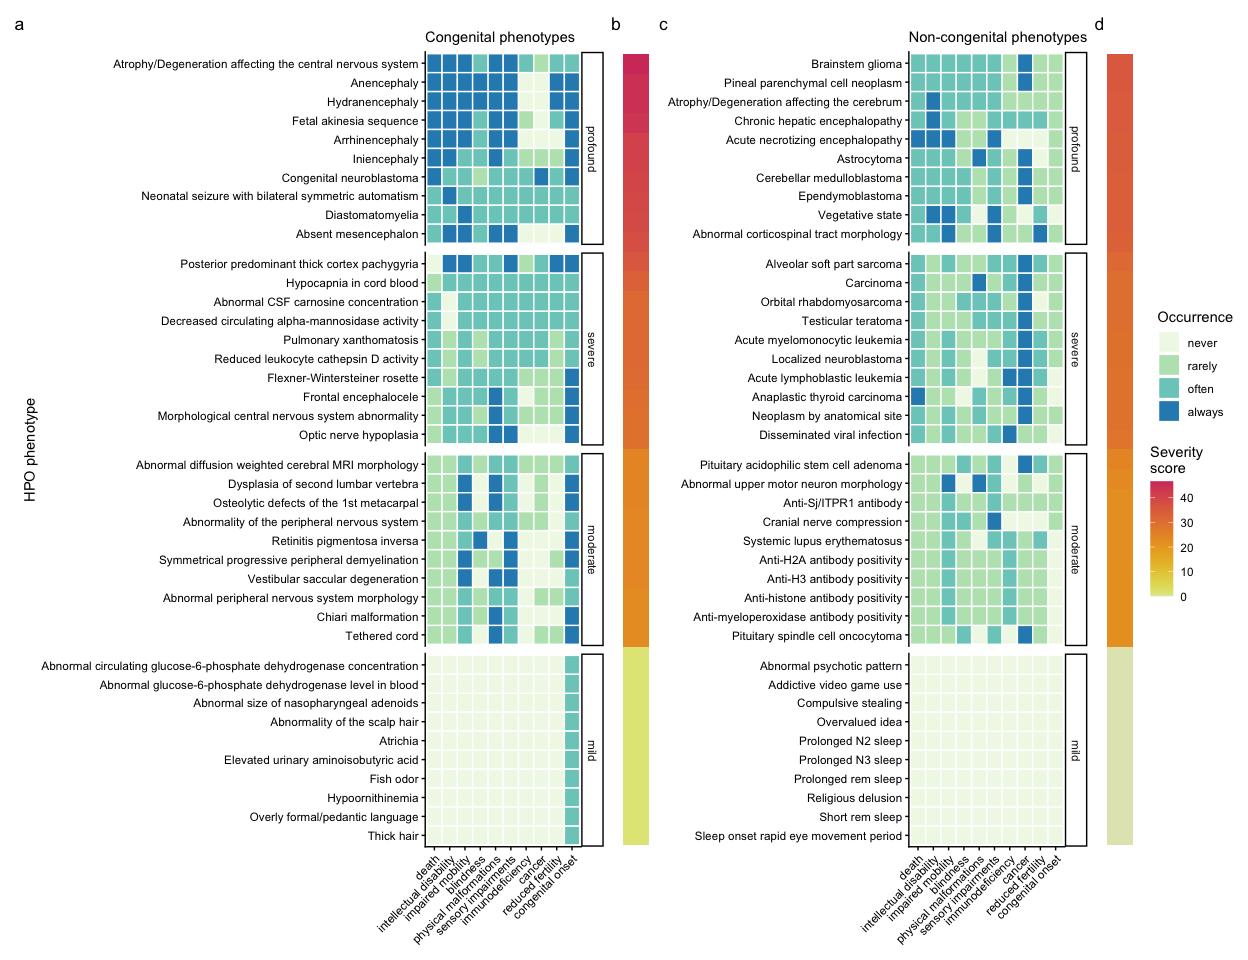 a
b
c
d
Congenital phenotypes
Non-congenital phenotypes
HPO phenotype
Atrophy/Degeneration affecting the central nervous system
Anencephaly
Hydranencephaly
Fetal akinesia sequence
Arrhinencephaly
Iniencephaly
Congenital neuroblastoma
Neonatal seizure with bilateral symmetric automatism
Diastomatomyelia
Absent mesencephalon
profound
Posterior predominant thick cortex pachygyria
Hypocapnia in cord blood
Abnormal CSF carnosine concentration
Decreased circulating alpha-mannosidase activity
Pulmonary xanthomatosis
Reduced leukocyte cathepsin D activity
Flexner-Wintersteiner rosette
Frontal encephalocele
Morphological central nervous system abnormality
Optic nerve hypoplasia
severe
Abnormal diffusion weighted cerebral MRI morphology
Dysplasia of second lumbar vertebra
Osteolytic defects of the 1st metacarpal
Abnormality of the peripheral nervous system
Retinitis pigmentosa inversa
Symmetrical progressive peripheral demyelination
Vestibular saccular degeneration
Abnormal peripheral nervous system morphology
Chiari malformation
Tethered cord
moderate
Abnormal circulating glucose-6-phosphate dehydrogenase concentration
Abnormal glucose-6-phosphate dehydrogenase level in blood
Abnormal size of nasopharyngeal adenoids
Abnormality of the scalp hair
Atrichia
Elevated urinary aminoisobutyric acid
Fish odor
Hypoornithinemia
Overly formal/pedantic language
Thick hair
mild
death
intellectual disability
impaired moblity
blindness
physical malformations
sensory impairments
immunodeficiency
cancer
reduced fertility
congenital onset
Brainstem glioma
Pineal parenchymal cell neoplasm
Atrophy/Degeneration affecting the cerebrum
Chronic hepatic encephalopathy
Acute necrotizing encephalopathy
Astrocytoma
Cerebellar medulloblastoma
Ependymoblastoma
Vegetative state
Abnormal corticospinal tract morphology
profound
Alveolar soft part sarcoma
Carcinoma
Orbital rhabdomyosarcoma
Testicular teratoma
Acute myelomonocytic leukemia
Localized neuroblastoma
Acute lymphoblastic leukemia
Anaplastic thyroid carcinoma
Neoplasm by anatomical site
Disseminated viral infection
severe
Pituitary acidophilic stem cell adenoma
Abnormal upper motor neuron morphology
Anti-Sj/ITPR1 antibody
Cranial nerve compression
Systemic lupus erythematosus
Anti-H2A antibody positivity
Anti-H3 antibody positivity
Anti-histone antibody positivity
Anti-myeloperoxidase antibody positivity
Pituitary spindle cell oncocytoma
moderate
Abnormal psychotic pattern
Addictive video game use
Compulsive stealing
Overvalued idea
Prolonged N2 sleep
Prolonged N3 sleep
Prolonged rem sleep
Religious delusion
Short rem sleep
Sleep onset rapid eye movement period
mild
death
intellectual disability
impaired moblity
blindness
physical malformations
sensory impairments
immunodeficiency
cancer
reduced fertility
congenital onset
Occurrence
never
rarely
often
always
Severity
score
40
30
20
10
0